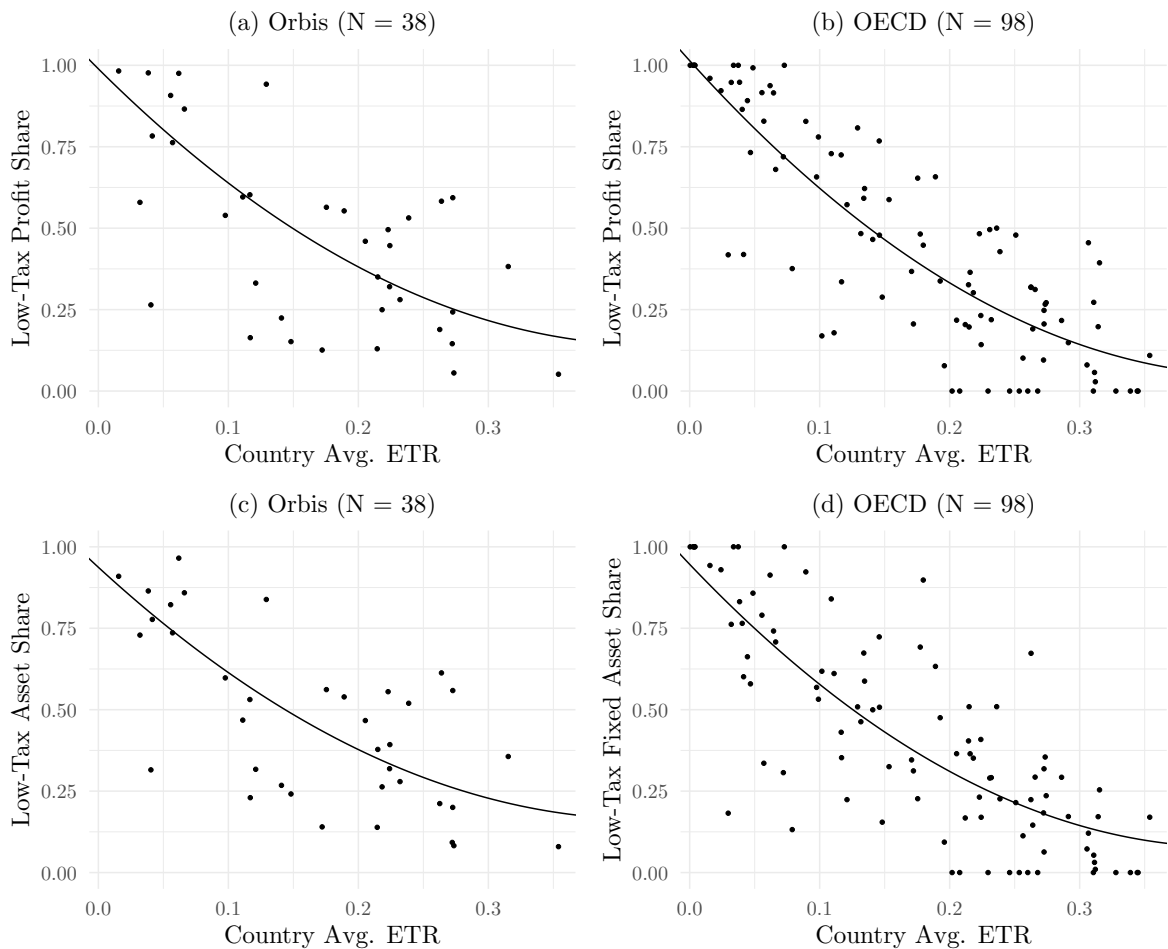 (a) Orbis (N = 38)
Low-Tax Profit Share
1.00
0.75
0.50
0.25
0.00
0.0 0.1 0.2 0.3
Country Avg. ETR
(b) OECD (N = 98)
Low-Tax Profit Share
1.00
0.75
0.50
0.25
0.00
0.0 0.1 0.2 0.3
Country Avg. ETR
(c) Orbis (N = 38)
Low-Tax Asset Share
1.00
0.75
0.50
0.25
0.00
0.0 0.1 0.2 0.3
Country Avg. ETR
(d) OECD (N = 98)
Low-Tax Fixed Asset Share
1.00
0.75
0.50
0.25
0.00
0.0 0.1 0.2 0.3
Country Avg. ETR